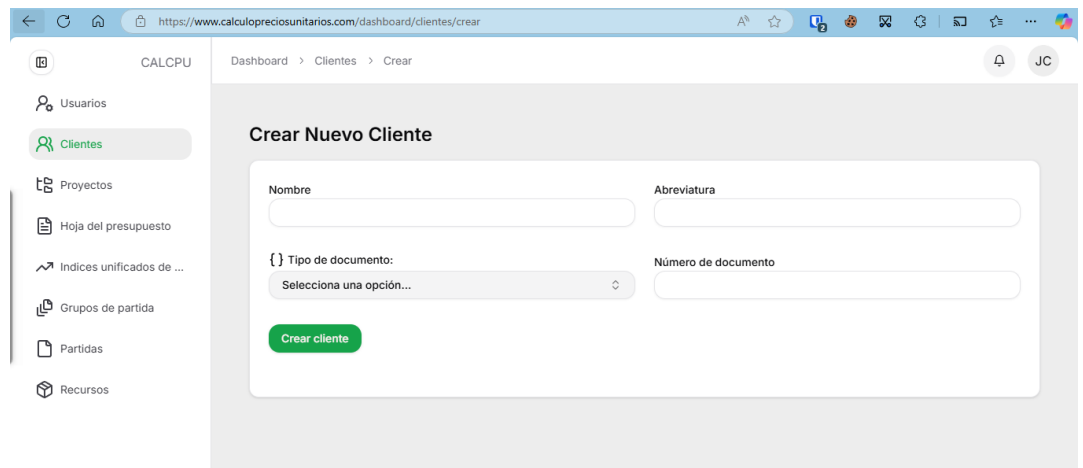 https://www.calculopreciosunitarios.com/dashboard/clientes/crear
2
CALCPU
Dashboard > Clientes > Crear
JC
Usuarios
Clientes
Proyectos
Hoja del presupuesto
Indices unificados de ...
Grupos de partida
Partidas
Recursos
Crear Nuevo Cliente
Nombre
Abreviatura
{ } Tipo de documento:
Número de documento
Selecciona una opción...
Crear cliente